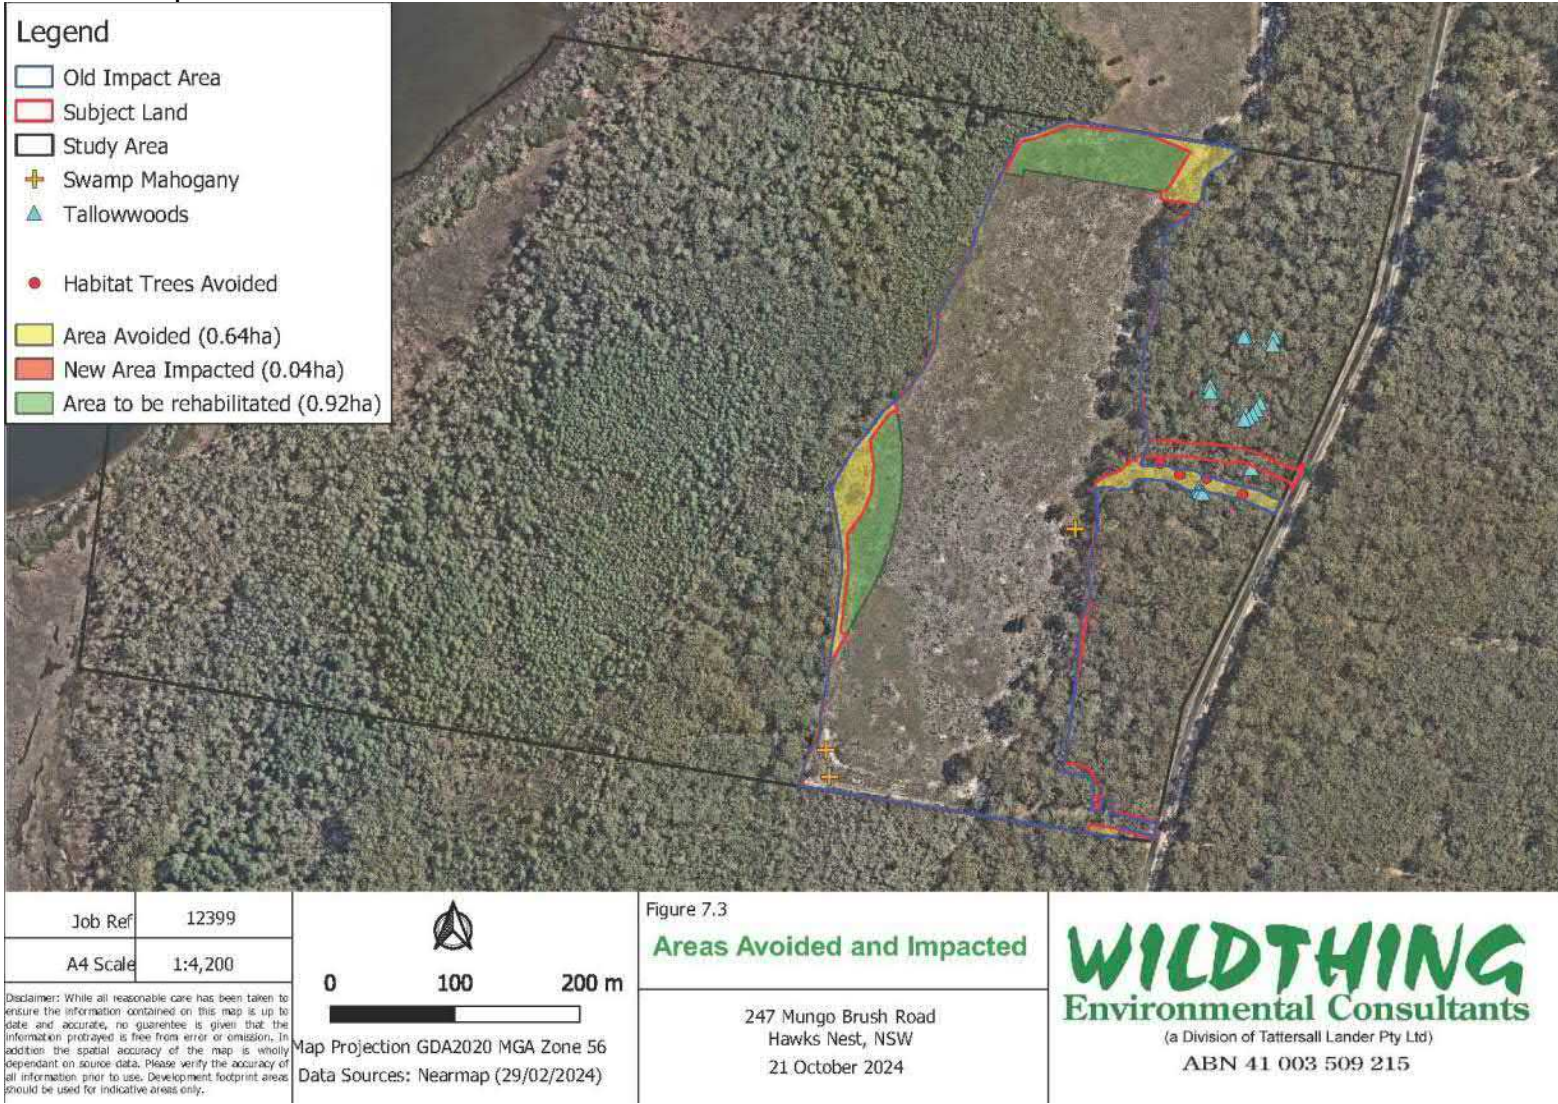 Legend
Old Impact Area
Subject Land
Study Area
Swamp Mahogany
Tallowwoods
Habitat Trees Avoided
Area Avoided (0.64ha)
New Area Impacted (0.04ha)
Area to be rehabilitated (0.92ha)
Job Ref 12399
A4 Scale 1:4,200
Disclaimer: While all reasonable care has been taken to
ensure the information contained on this map is up to
date and accurate, no guarentee is given that the
information protrayed is free from error or omission. In
addition the spatial accuracy of the map is wholly
dependant on source data. Please verify the accuracy of
all information prior to use. Development footprint areas
should be used for indicative areas only.
0 100 200 m
Map Projection GDA2020 MGA Zone 56
Data Sources: Nearmap (29/02/2024)
Figure 7.3
Areas Avoided and Impacted
247 Mungo Brush Road
Hawks Nest, NSW
21 October 2024
WILDTHING
Environmental Consultants
(a Division of Tattersall Lander Pty Ltd)
ABN 41 003 509 215